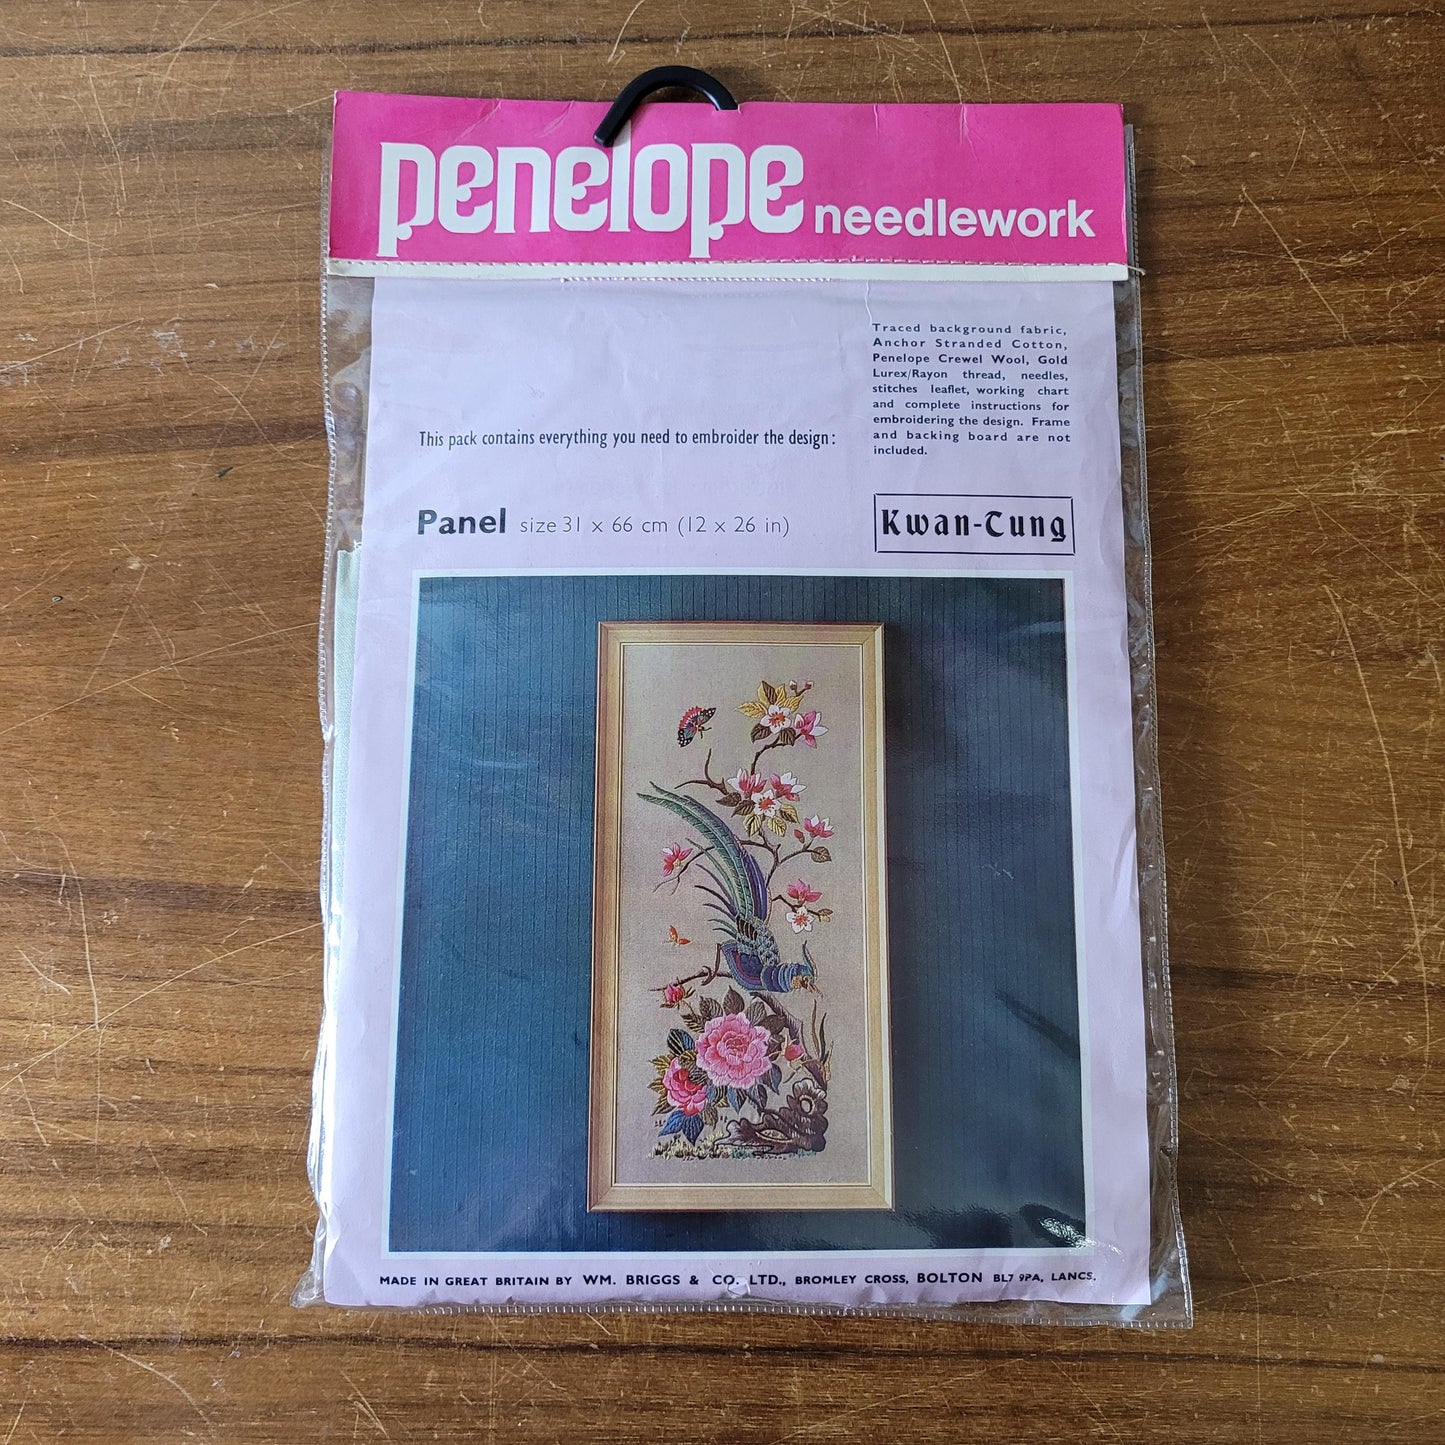 penelope needlework
Traced background fabric,
Anchor Stranded Cotton,
Penelope Crewel Wool, Gold
Lurex/Rayon thread, needles,
stitches leaflet, working chart
and complete instructions for
embroidering the design. Frame
and backing board are not
included.
This pack contains everything you need to embroider the design:
Panel size 31 x 66 cm (12 x 26 in)
Kwan-Tung
MADE IN GREAT BRITAIN BY WM. BRIGGS & CO. LTD., BROMLEY CROSS, BOLTON BL7 9PA, LANCS.